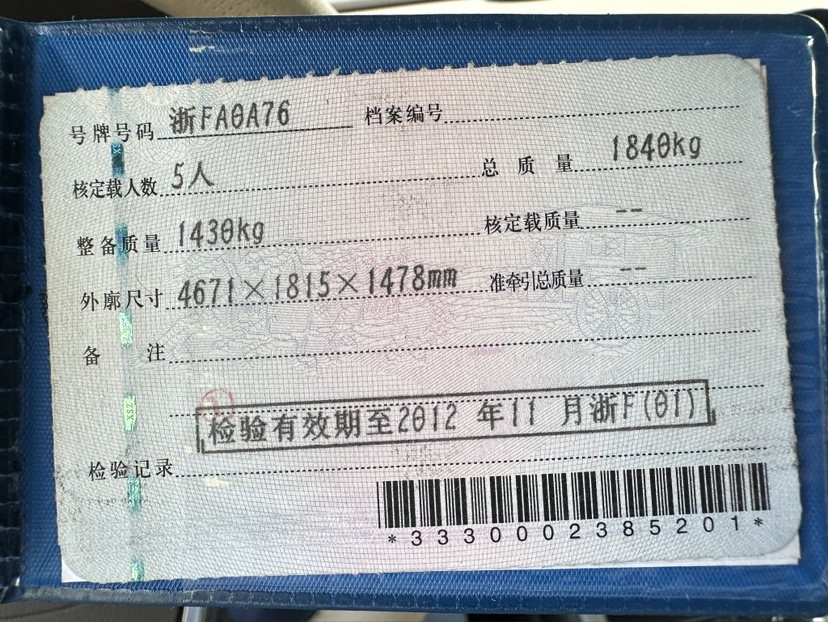 号牌号码 浙FA0A76 档案编号
核定载人数 5人 总质量 1840kg
整备质量 1430kg 核定载质量 --
外廓尺寸 4671×1815×1478mm 准牵引总质量 --
备注
检验有效期至2012年11月浙F(01)
检验记录
*3330002385201*